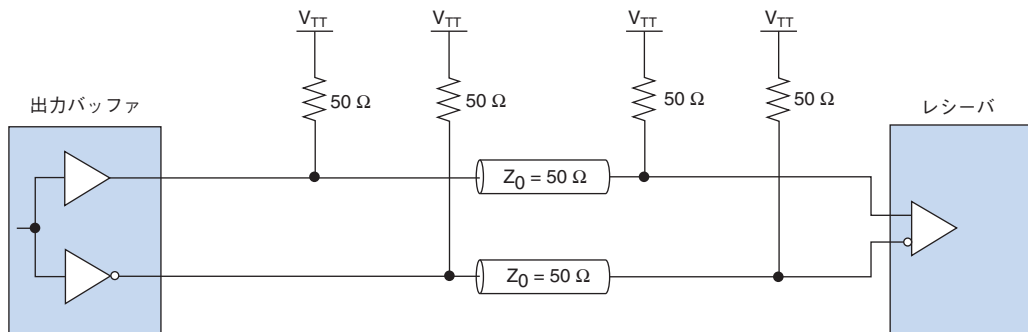 V_TT V_TT V_TT V_TT
50 Ω 50 Ω 50 Ω 50 Ω
出力バッファ レシーバ
Z_0 = 50 Ω
Z_0 = 50 Ω